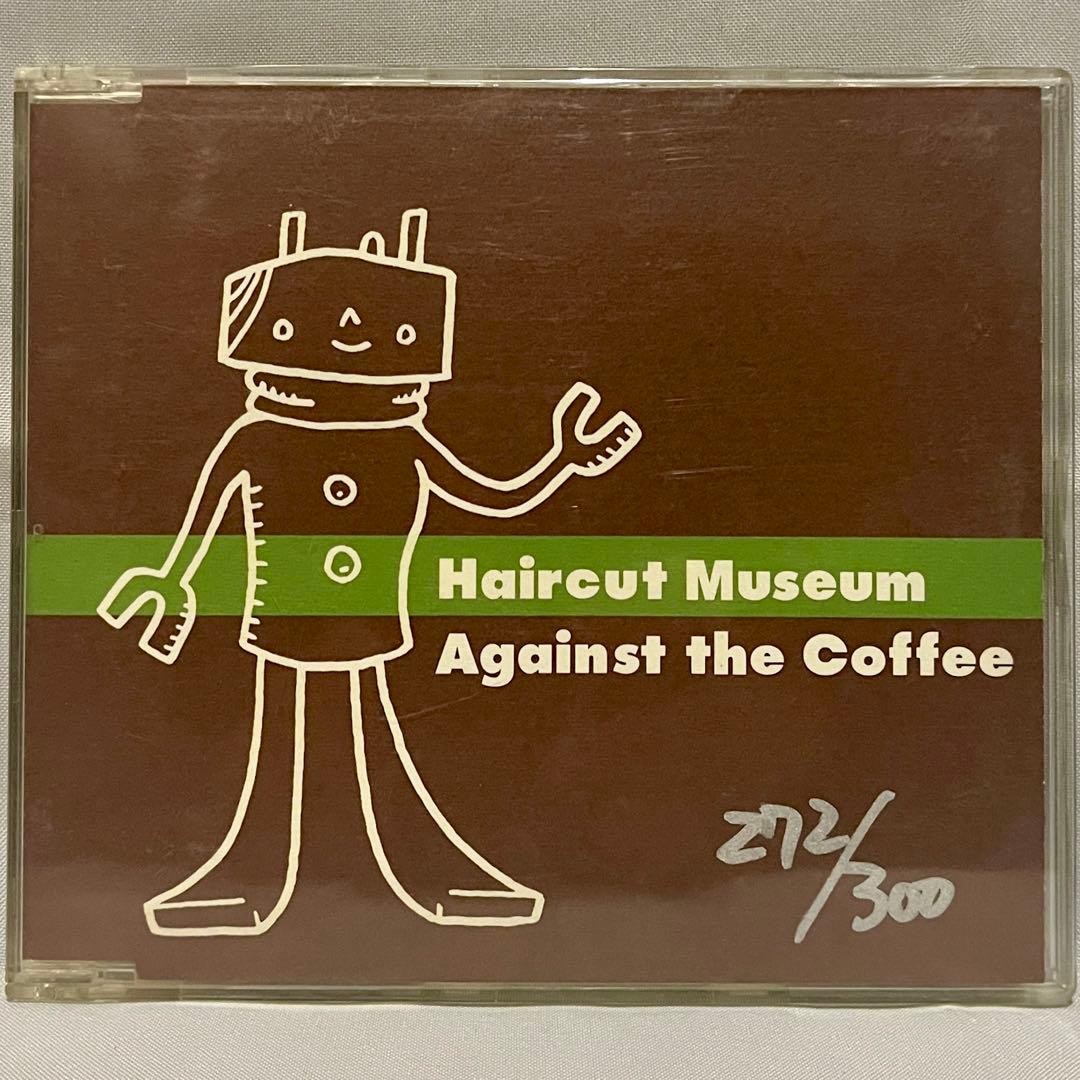 Haircut Museum
Against the Coffee
272/300